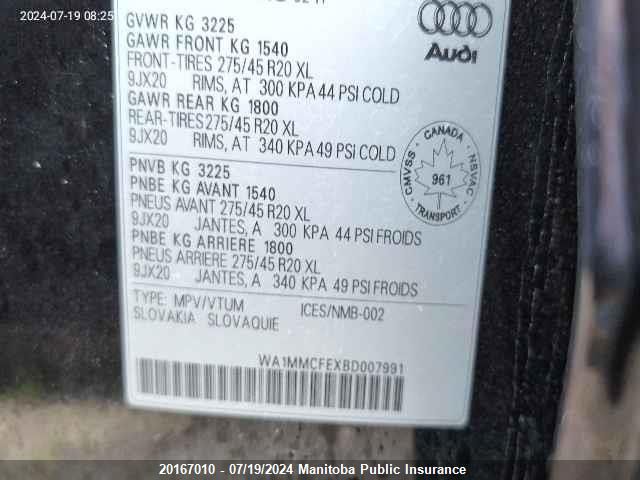 2024-07-19 08:25
GVWR KG 3225
GAWR FRONT KG 1540
FRONT-TIRES 275/45 R20 XL
9JX20 RIMS, AT 300 KPA 44 PSI COLD
GAWR REAR KG 1800
REAR-TIRES 275/45 R20 XL
9JX20 RIMS, AT 340 KPA 49 PSI COLD
Audi
PNVB KG 3225
PNBE KG AVANT 1540
PNEUS AVANT 275/45 R20 XL
9JX20 JANTES, A 300 KPA 44 PSI FROIDS
PNBE KG ARRIERE 1800
PNEUS ARRIERE 275/45 R20 XL
9JX20 JANTES, A 340 KPA 49 PSI FROIDS
CANADA
CMVSS
NSVAC
961
TRANSPORT
TYPE: MPV/VTUM ICES/NMB-002
SLOVAKIA SLOVAQUIE
WA1MMCFEXBD007991
20167010 - 07/19/2024 Manitoba Public Insurance